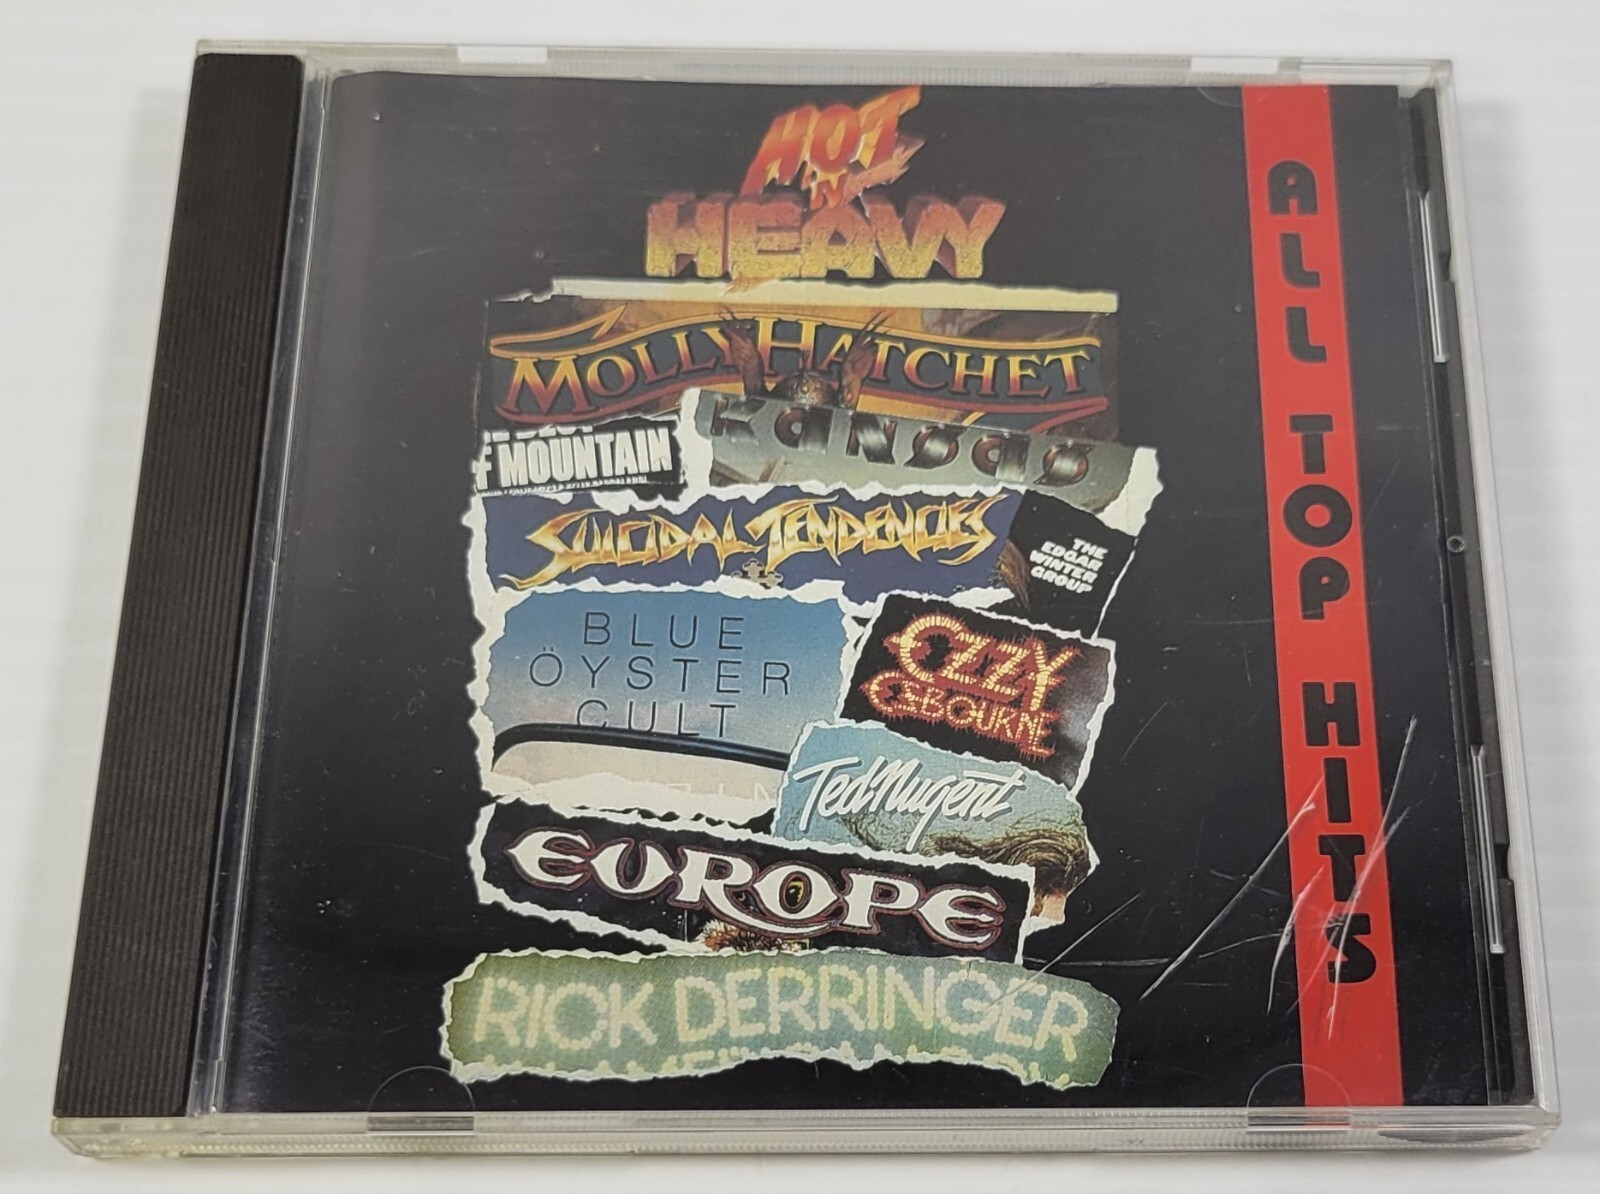 HOT
'N
HEAVY
MOLLY HATCHET
KANSAS
MOUNTAIN
SUICIDAL TENDENCIES
THE
EDGAR
WINTER
GROUP
BLUE
ÖYSTER
CULT
OZZY
OSBOURNE
Ted Nugent
EUROPE
RICK DERRINGER
ALL TOP HITS